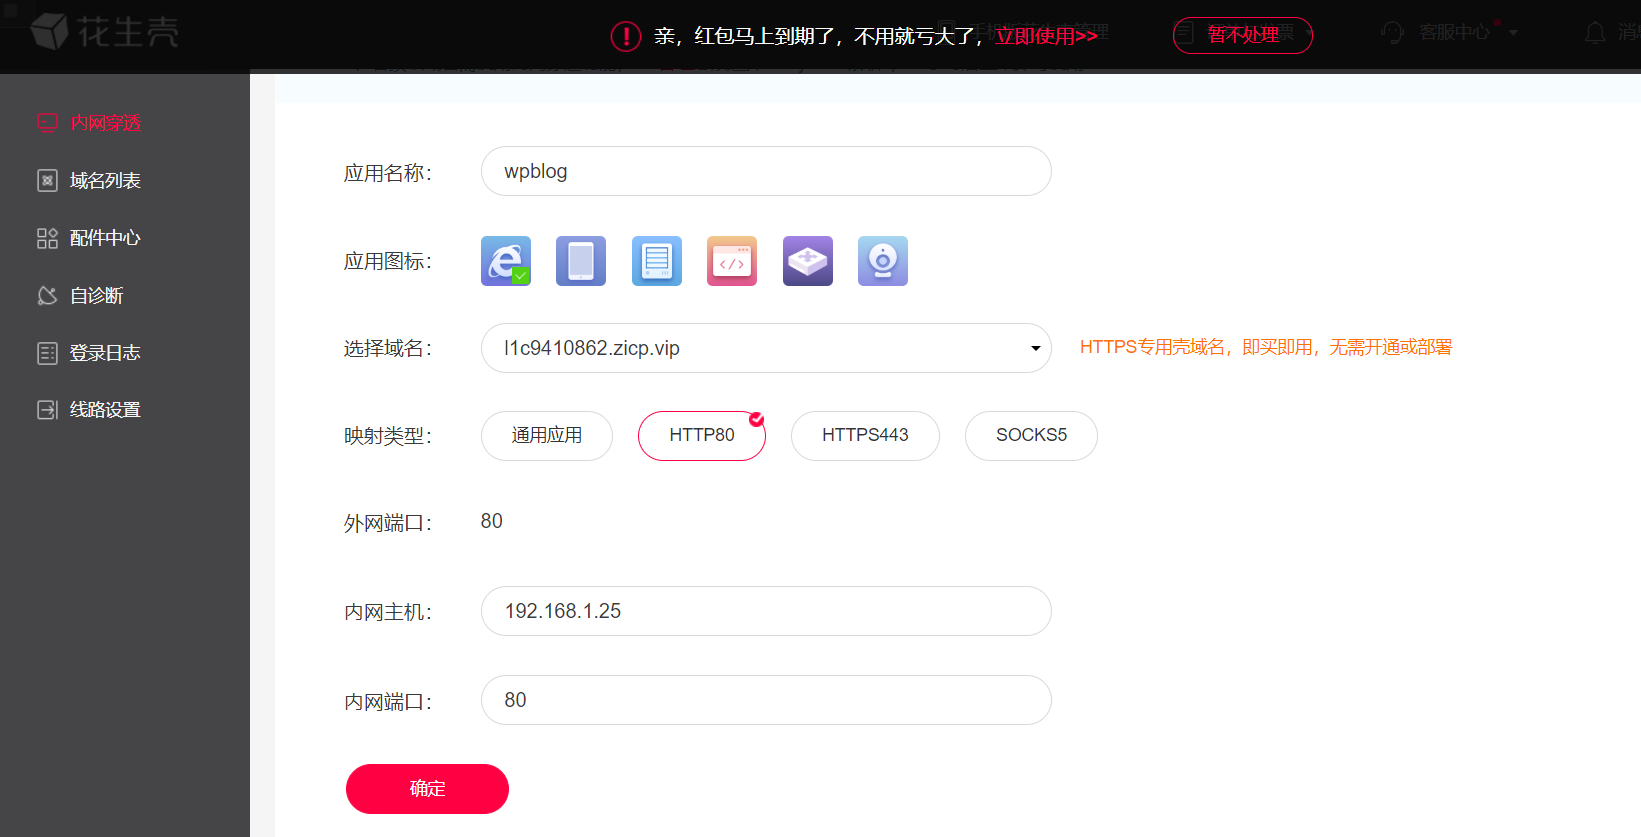 花生壳
亲，红包马上到期了，不用就亏大了，立即使用>>
暂不处理
客服中心
内网穿透
域名列表
配件中心
自诊断
登录日志
线路设置
应用名称：
wpblog
应用图标：
选择域名：
l1c9410862.zicp.vip
HTTPS专用壳域名，即买即用，无需开通或部署
映射类型：
通用应用
HTTP80
HTTPS443
SOCKS5
外网端口：
80
内网主机：
192.168.1.25
内网端口：
80
确定